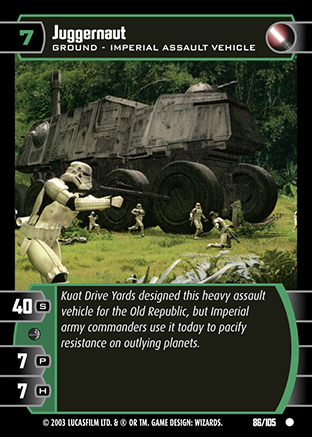 7
Juggernaut
GROUND - IMPERIAL ASSAULT VEHICLE
40 S
7 P
7 H
Kuat Drive Yards designed this heavy assault
vehicle for the Old Republic, but Imperial
army commanders use it today to pacify
resistance on outlying planets.
© 2003 LUCASFILM LTD. & ® OR TM. GAME DESIGN: WIZARDS.
86/105